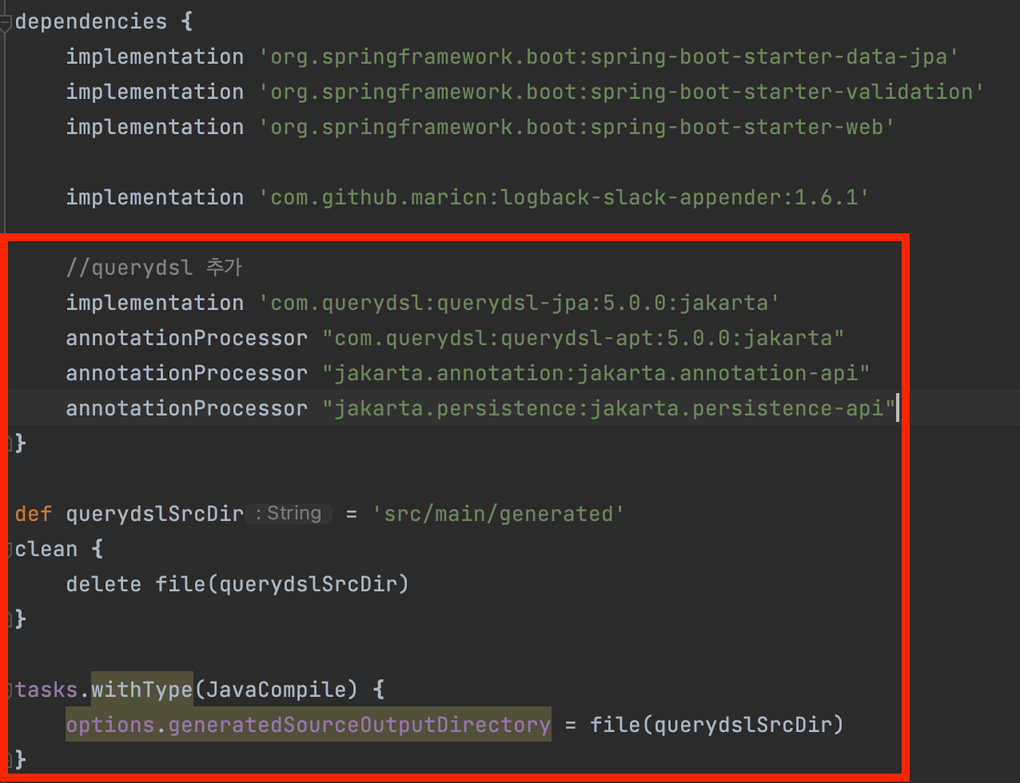 dependencies {
    implementation 'org.springframework.boot:spring-boot-starter-data-jpa'
    implementation 'org.springframework.boot:spring-boot-starter-validation'
    implementation 'org.springframework.boot:spring-boot-starter-web'
    implementation 'com.github.maricn:logback-slack-appender:1.6.1'
    //querydsl 추가
    implementation 'com.querydsl:querydsl-jpa:5.0.0:jakarta'
    annotationProcessor "com.querydsl:querydsl-apt:5.0.0:jakarta"
    annotationProcessor "jakarta.annotation:jakarta.annotation-api"
    annotationProcessor "jakarta.persistence:jakarta.persistence-api"
}
def querydslSrcDir : String = 'src/main/generated'
clean {
    delete file(querydslSrcDir)
}
tasks.withType(JavaCompile) {
    options.generatedSourceOutputDirectory = file(querydslSrcDir)
}